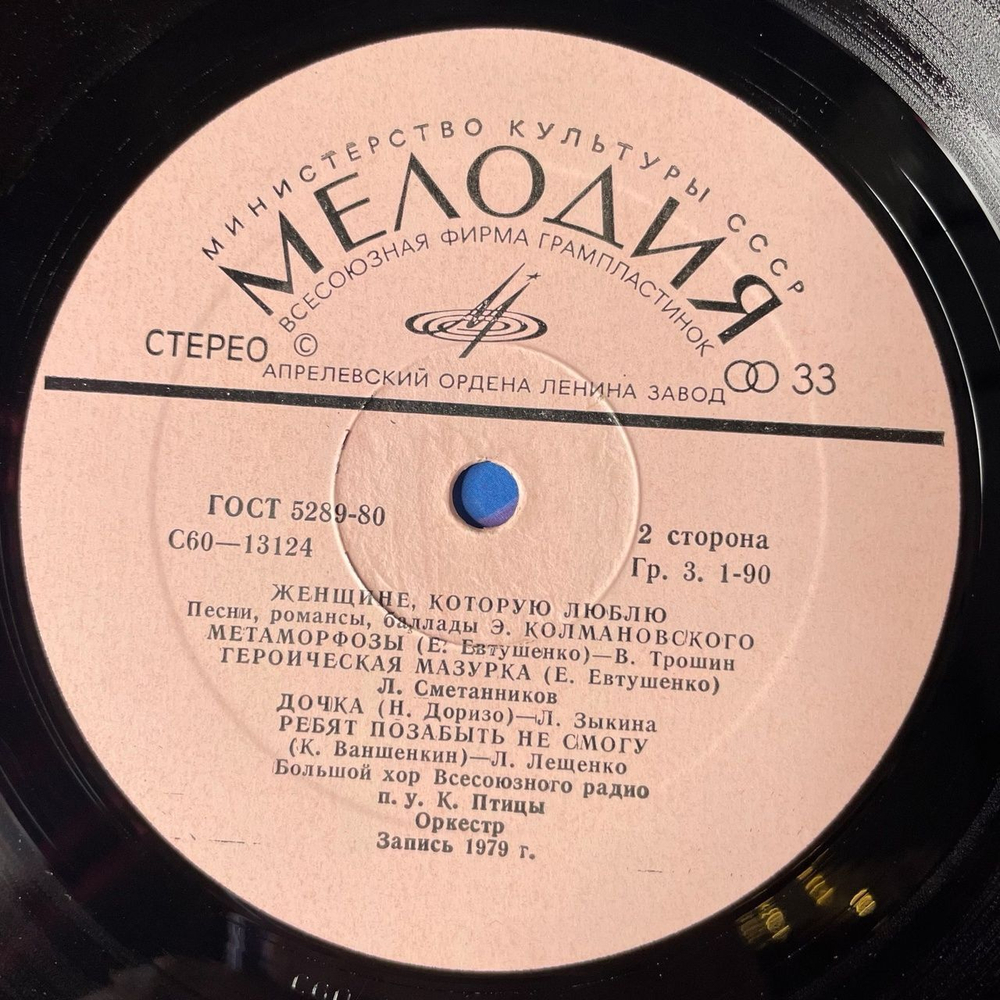 МИНИСТЕРСТВО КУЛЬТУРЫ СССР
МЕЛОДИЯ
ВСЕСОЮЗНАЯ ФИРМА ГРАМПЛАСТИНОК
СТЕРЕО ©
33
АПРЕЛЕВСКИЙ ОРДЕНА ЛЕНИНА ЗАВОД
ГОСТ 5289-80
2 сторона
С60—13124
Гр. 3. 1-90
ЖЕНЩИНЕ, КОТОРУЮ ЛЮБЛЮ
Песни, романсы, баллады Э. КОЛМАНОВСКОГО
МЕТАМОРФОЗЫ (Е. Евтушенко)—В. Трошин
ГЕРОИЧЕСКАЯ МАЗУРКА (Е. Евтушенко)
Л. Сметанников
ДОЧКА (Н. Доризо)—Л. Зыкина
РЕБЯТ ПОЗАБЫТЬ НЕ СМОГУ
(К. Ваншенкин)—Л. Лещенко
Большой хор Всесоюзного радио
п. у. К. Птицы
Оркестр
Запись 1979 г.